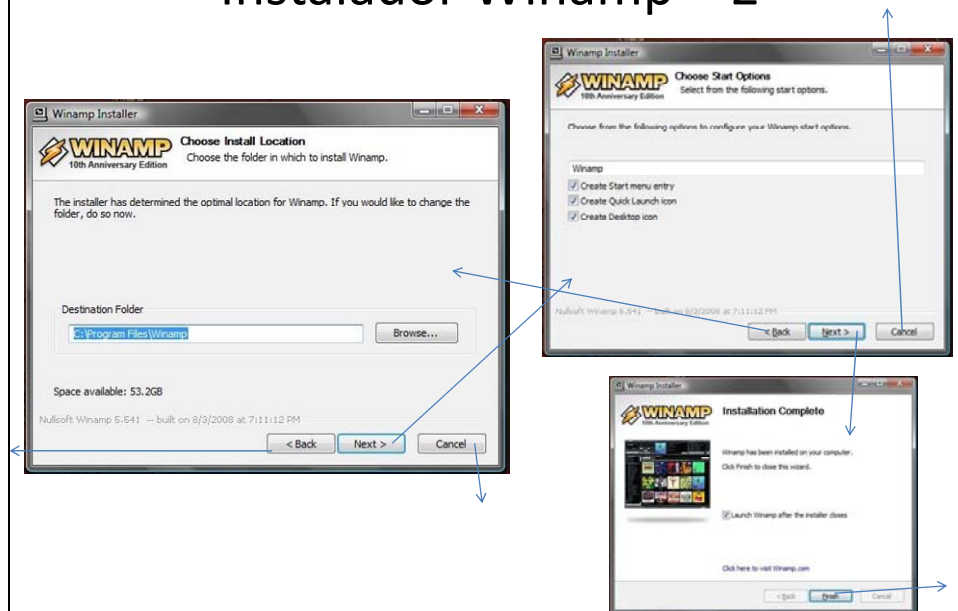 Instalador Winamp – 2
Winamp Installer
WINAMP
10th Anniversary Edition
Choose Install Location
Choose the folder in which to install Winamp.
The installer has determined the optimal location for Winamp. If you would like to change the
folder, do so now.
Destination Folder
C:\Program Files\Winamp
Browse...
Space available: 53.2GB
Nullsoft Winamp 5.541 -- built on 8/3/2008 at 7:11:12 PM
< Back
Next >
Cancel
Winamp Installer
WINAMP
10th Anniversary Edition
Choose Start Options
Select from the following start options.
Choose from the following options to configure your Winamp start options.
Winamp
Create Start menu entry
Create Quick Launch icon
Create Desktop icon
Nullsoft Winamp 5.541 -- built on 8/3/2008 at 7:11:12 PM
< Back
Next >
Cancel
Winamp Installer
WINAMP
10th Anniversary Edition
Installation Complete
Winamp has been installed on your computer.
Click Finish to close this wizard.
Launch Winamp after the installer closes
Click here to visit Winamp.com
< Back
Finish
Cancel